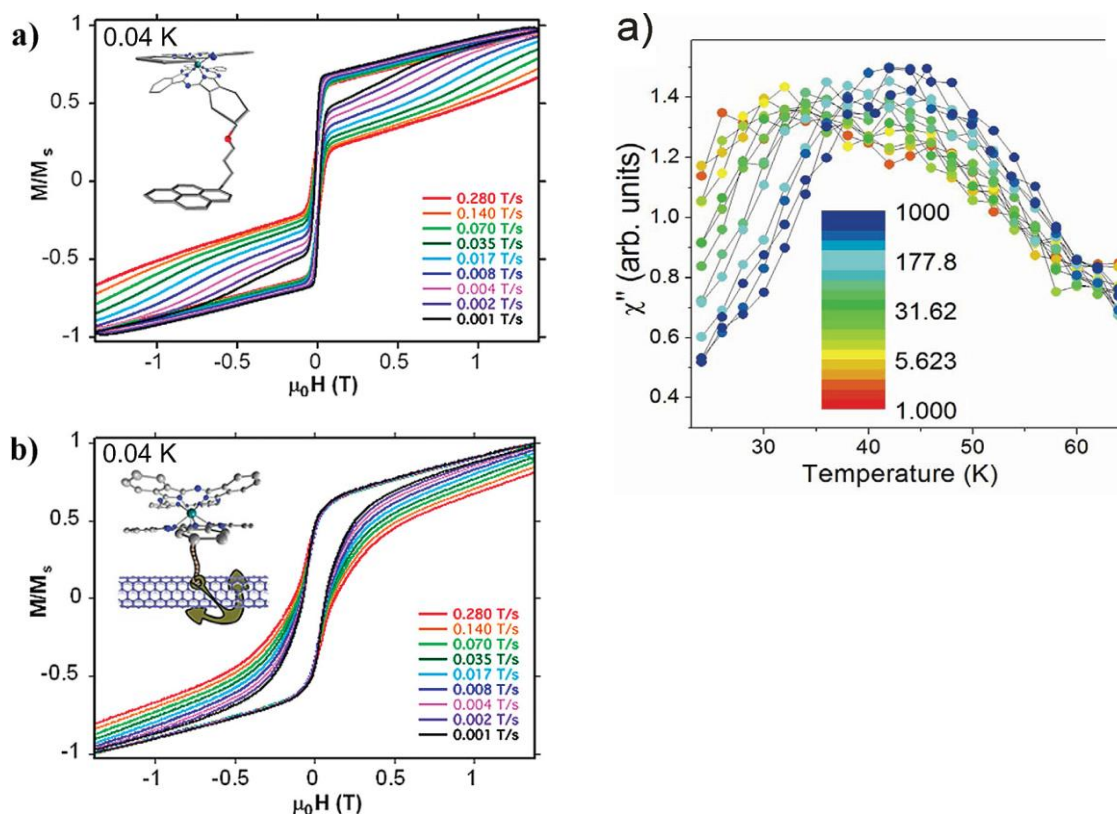 a)
0.04 K
1
0.5
0
-0.5
-1
M/Ms
0.280 T/s
0.140 T/s
0.070 T/s
0.035 T/s
0.017 T/s
0.008 T/s
0.004 T/s
0.002 T/s
0.001 T/s
-1 -0.5 0 0.5 1
μ₀H (T)
b)
0.04 K
1
0.5
0
-0.5
-1
M/Ms
0.280 T/s
0.140 T/s
0.070 T/s
0.035 T/s
0.017 T/s
0.008 T/s
0.004 T/s
0.002 T/s
0.001 T/s
-1 -0.5 0 0.5 1
μ₀H (T)
a)
1.4
1.2
1.0
0.8
0.6
0.4
χ'' (arb. units)
1000
177.8
31.62
5.623
1.000
30 40 50 60
Temperature (K)